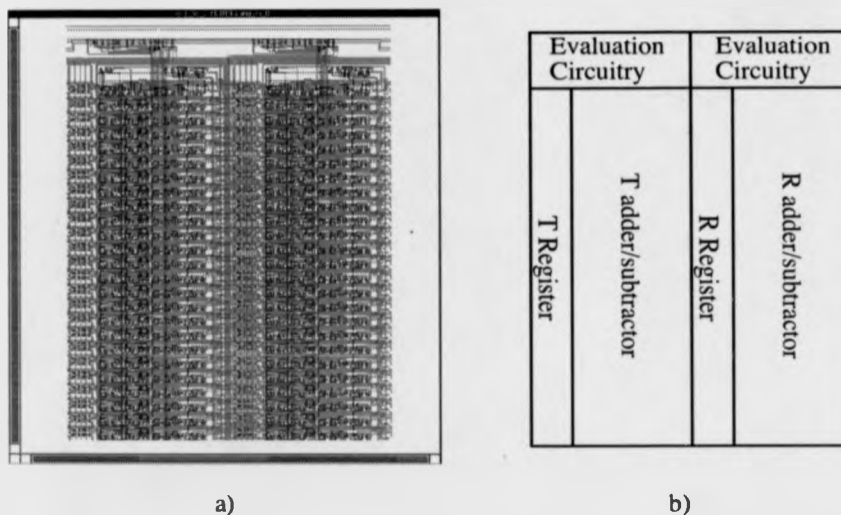 Evaluation
Circuitry
Evaluation
Circuitry
T Register
T adder/subtractor
R Register
R adder/subtractor
a)
b)